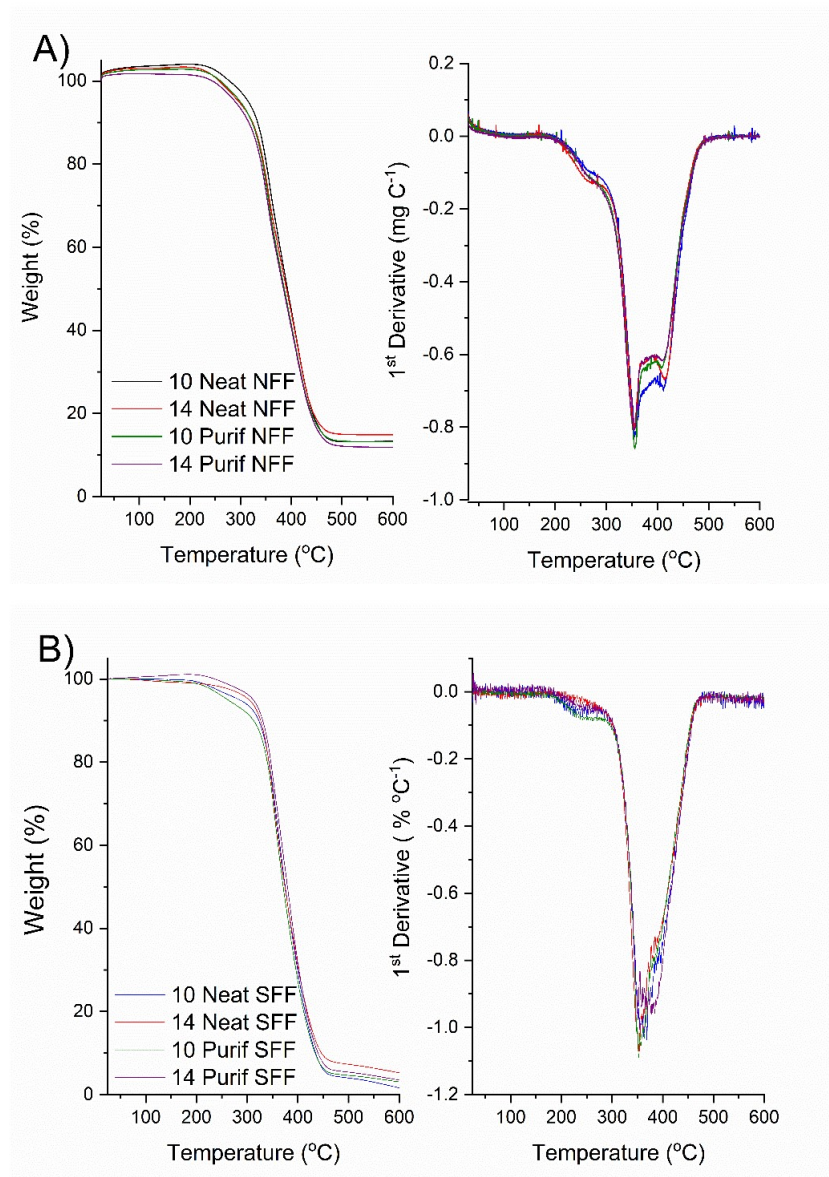 A)
100
80
60
40
20
0
Weight (%)
10 Neat NFF
14 Neat NFF
10 Purif NFF
14 Purif NFF
100 200 300 400 500 600
Temperature (ºC)
0.2
0.0
-0.2
-0.4
-0.6
-0.8
-1.0
1st Derivative (mg C-1)
100 200 300 400 500 600
Temperature (ºC)
B)
100
80
60
40
20
0
Weight (%)
10 Neat SFF
14 Neat SFF
10 Purif SFF
14 Purif SFF
100 200 300 400 500 600
Temperature (ºC)
0.0
-0.2
-0.4
-0.6
-0.8
-1.0
-1.2
1st Derivative ( % ºC-1)
100 200 300 400 500 600
Temperature (ºC)